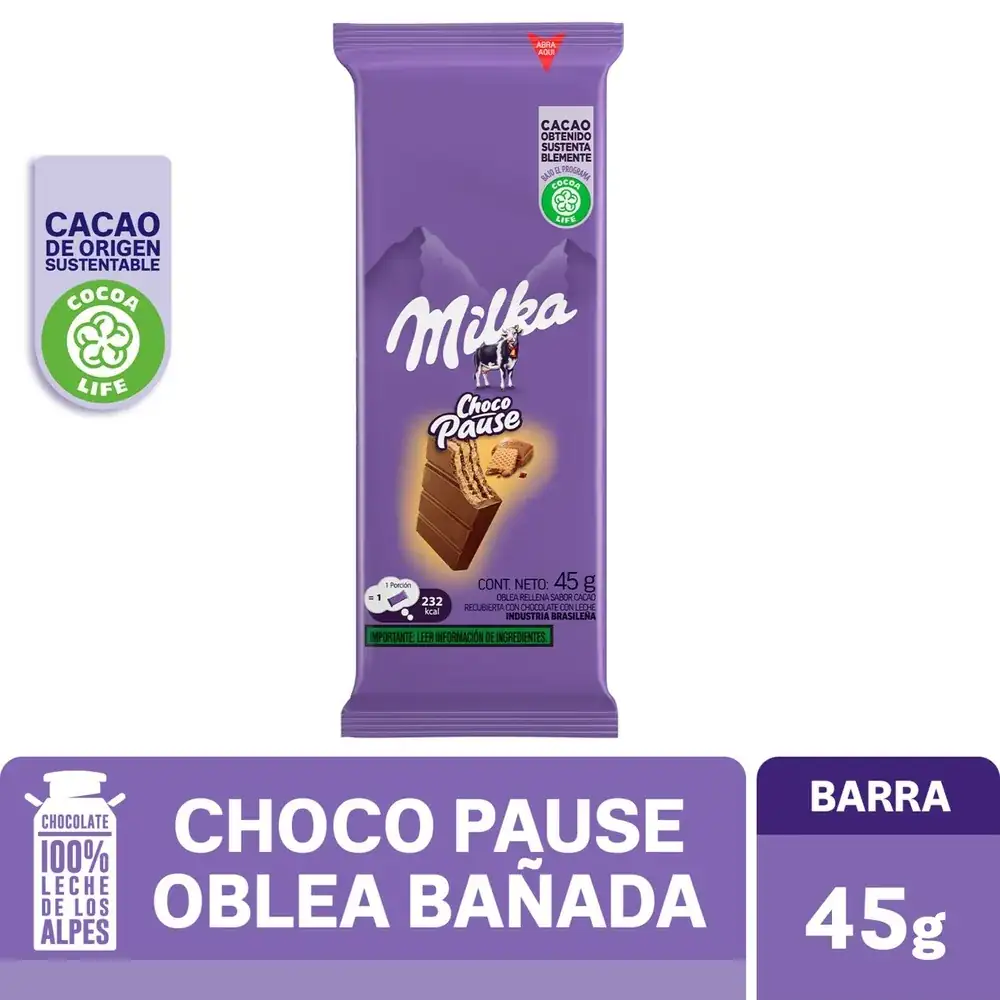 ABRA
AQUI
CACAO
OBTENIDO
SUSTENTA
BLEMENTE
BAJO EL PROGRAMA
COCOA
LIFE
CACAO
DE ORIGEN
SUSTENTABLE
COCOA
LIFE
Milka
Choco
Pause
CONT. NETO: 45 g
OBLEA RELLENA SABOR CACAO
RECUBIERTA CON CHOCOLATE CON LECHE
INDUSTRIA BRASILEÑA
1 Porción
= 1
232
kcal
IMPORTANTE: LEER INFORMACIÓN DE INGREDIENTES.
CHOCOLATE
100%
LECHE
DE LOS
ALPES
CHOCO PAUSE
OBLEA BAÑADA
BARRA
45g